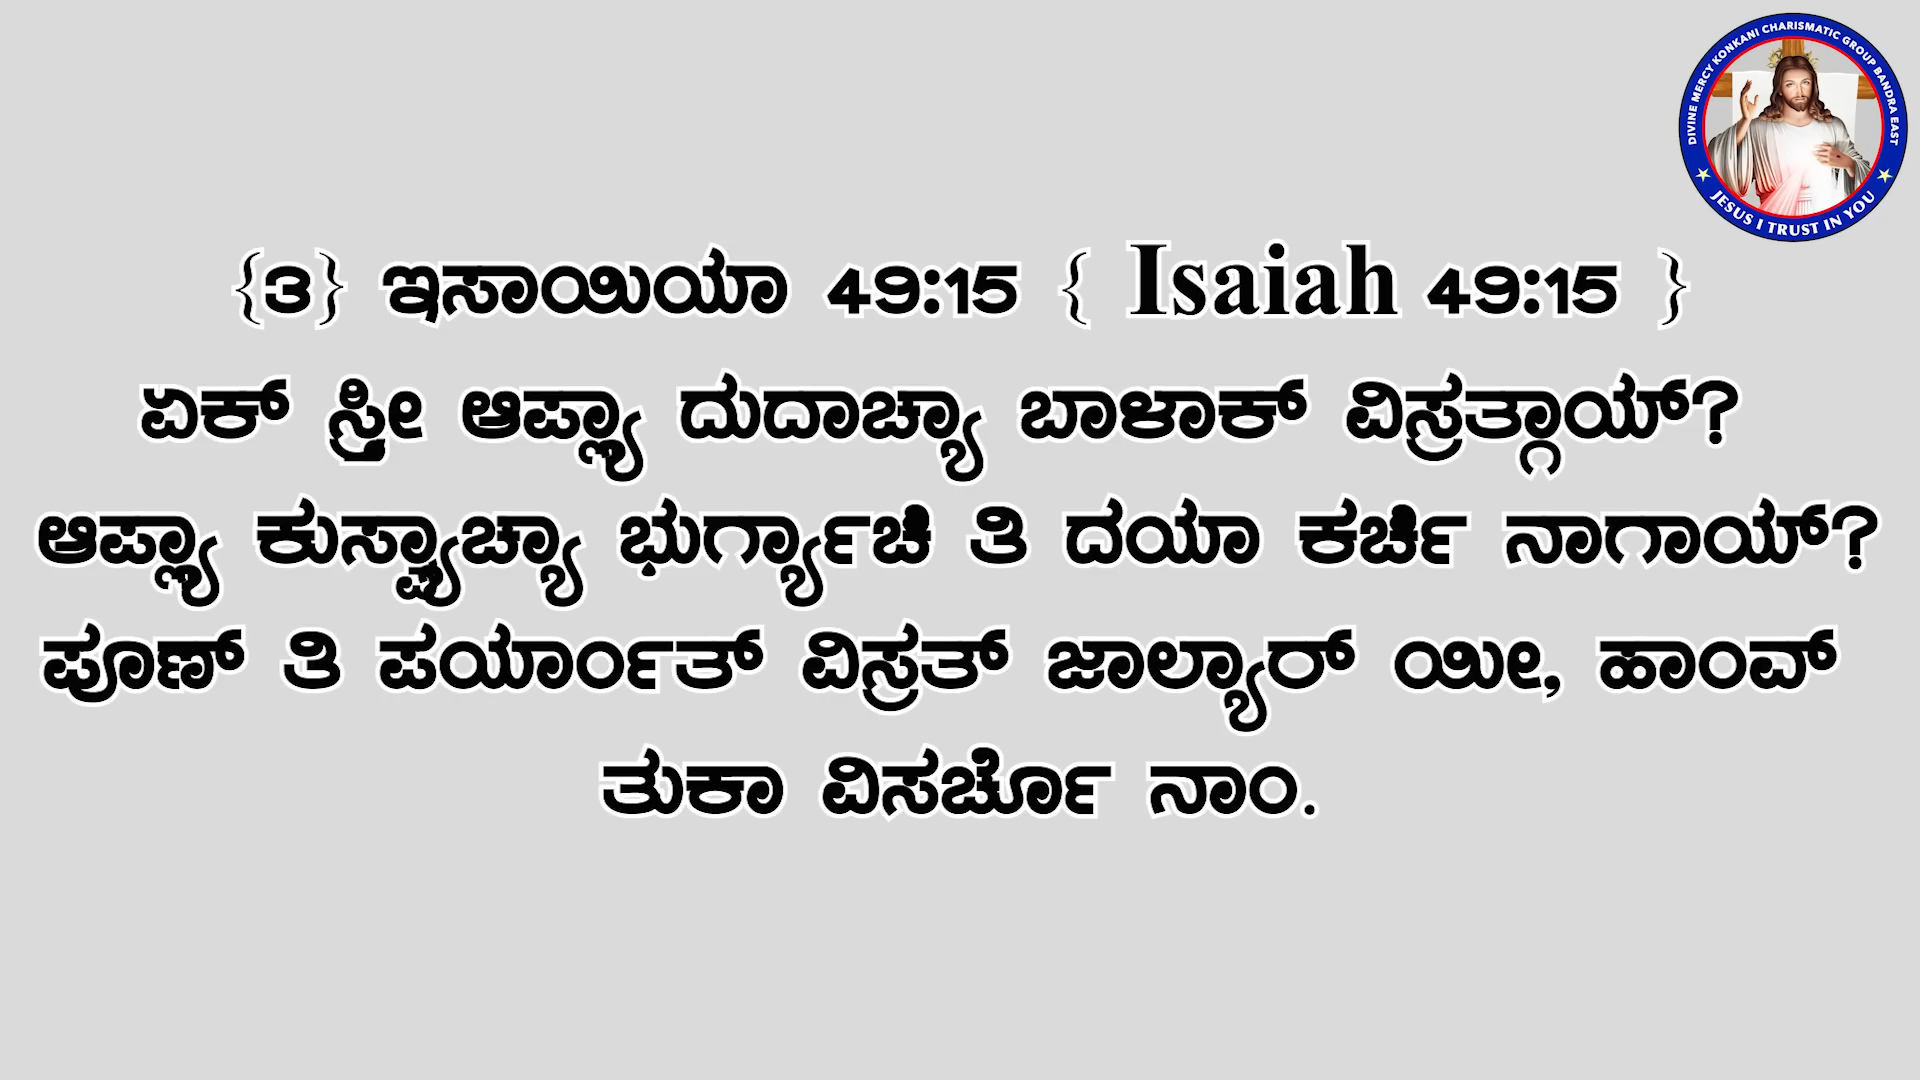 DIVINE MERCY KONKANI CHARISMATIC GROUP BANDRA EAST
JESUS I TRUST IN YOU
{೩} ಇಸಾಯಿಯಾ 49:15 { Isaiah 49:15 }
ಏಕ್ ಸ್ತ್ರೀ ಆಪ್ಲ್ಯಾ ದುದಾಚ್ಯಾ ಬಾಳಾಕ್ ವಿಸ್ರತ್ಗಾಯ್?
ಆಪ್ಲ್ಯಾ ಕುಸ್ವ್ಯಾಚ್ಯಾ ಭುರ್ಗ್ಯಾಚಿ ತಿ ದಯಾ ಕರ್ಚಿ ನಾಗಾಯ್?
ಪೂಣ್ ತಿ ಪರ್ಯಾಂತ್ ವಿಸ್ರತ್ ಜಾಲ್ಯಾರ್ ಯೀ, ಹಾಂವ್
ತುಕಾ ವಿಸರ್ಚೊ ನಾಂ.